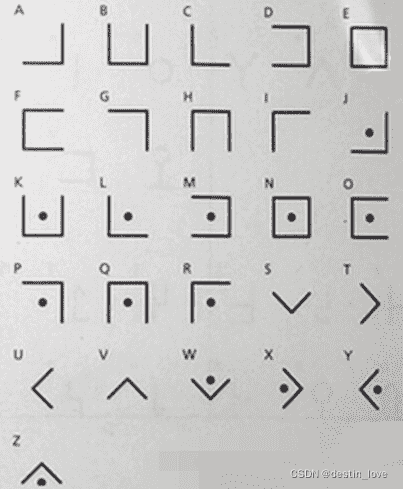 A B C D E
F G H I J
K L M N O
P Q R S T
U V W X Y
Z
CSDN @destin_love